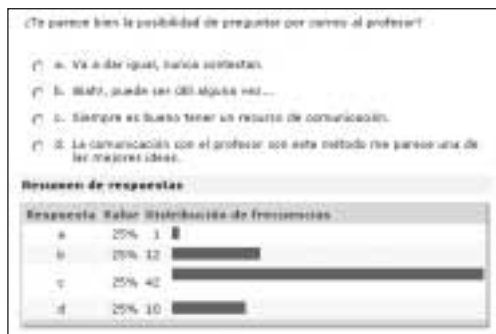 ¿Te parece bien la posibilidad de preguntar por correo al profesor?
a. Va a dar igual, nunca contestan.
b. Blah!, puede ser útil alguna vez...
c. Siempre es bueno tener un recurso de comunicación.
d. La comunicación con el profesor con este método me parece una de
las mejores ideas.
Resumen de respuestas
Respuesta Valor Distribución de frecuencias
a 25% 1
b 25% 12
c 25% 42
d 25% 10